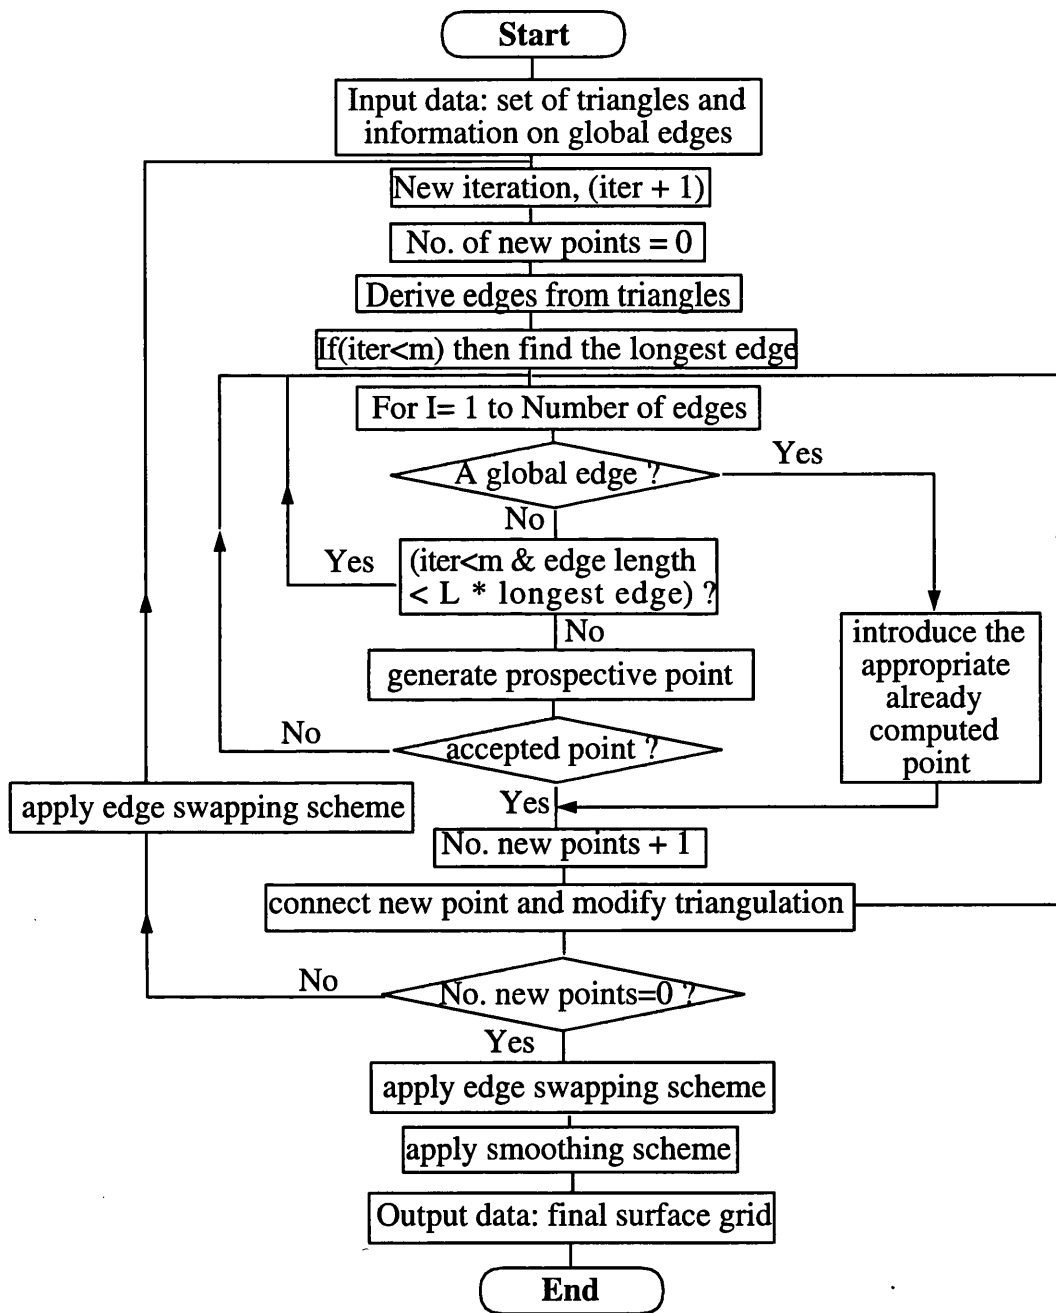 Start
Input data: set of triangles and
information on global edges
New iteration, (iter + 1)
No. of new points = 0
Derive edges from triangles
If(iter<m) then find the longest edge
For I= 1 to Number of edges
A global edge ?
Yes
No
Yes
(iter<m & edge length
< L * longest edge) ?
No
introduce the
appropriate
already
computed
point
generate prospective point
No
accepted point ?
Yes
apply edge swapping scheme
No. new points + 1
connect new point and modify triangulation
No
No. new points=0 ?
Yes
apply edge swapping scheme
apply smoothing scheme
Output data: final surface grid
End